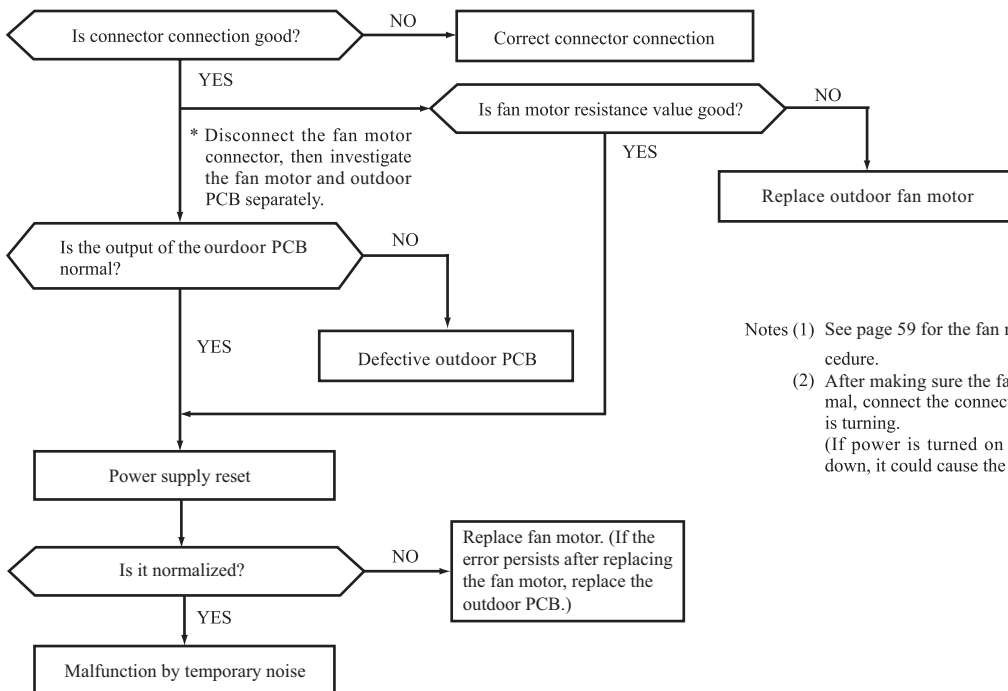 Is connector connection good?
NO
Correct connector connection
YES
Is fan motor resistance value good?
NO
* Disconnect the fan motor
connector, then investigate
the fan motor and outdoor
PCB separately.
YES
Replace outdoor fan motor
Is the output of the ourdoor PCB
normal?
NO
YES
Defective outdoor PCB
Notes (1) See page 59 for the fan
cedure.
(2) After making sure the
mal, connect the
is turning.
(If power is turned on
down, it could cause the
Power supply reset
Is it normalized?
NO
Replace fan motor. (If the
error persists after replacing
the fan motor, replace the
outdoor PCB.)
YES
Malfunction by temporary noise